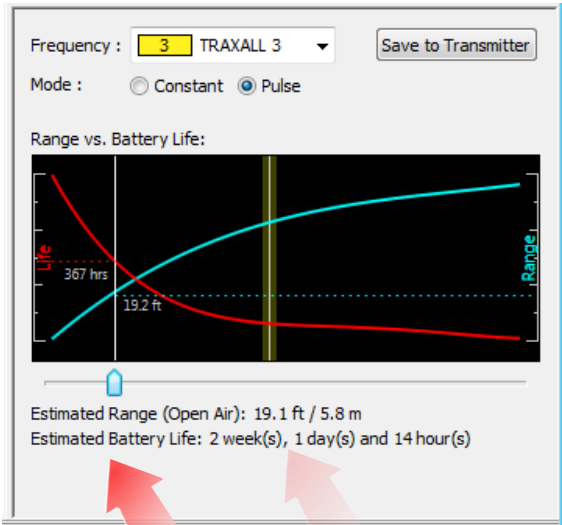 Frequency : 3 TRAXALL 3 Save to Transmitter
Mode : Constant Pulse
Range vs. Battery Life:
Life
Range
367 hrs
19.2 ft
Estimated Range (Open Air): 19.1 ft / 5.8 m
Estimated Battery Life: 2 week(s), 1 day(s) and 14 hour(s)